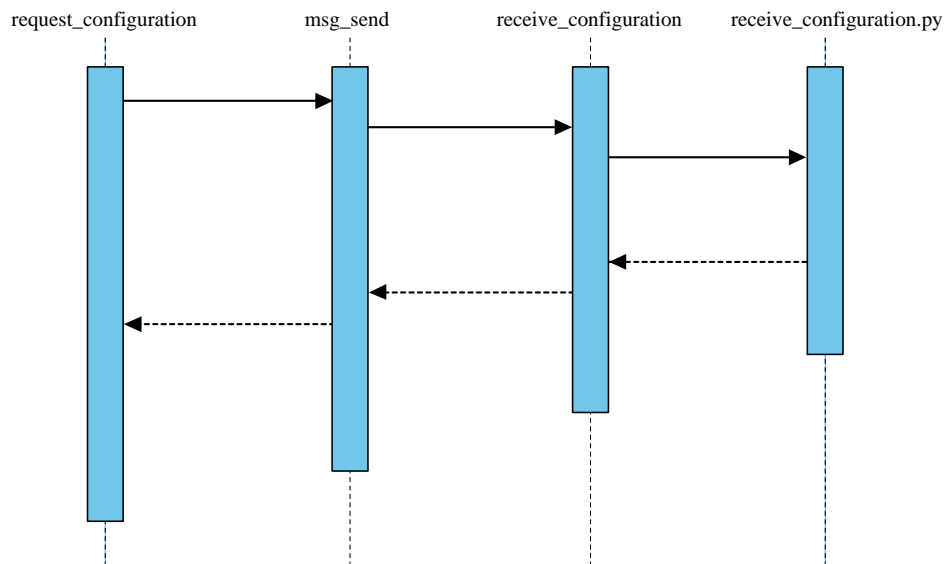 request_configuration
msg_send
receive_configuration
receive_configuration.py